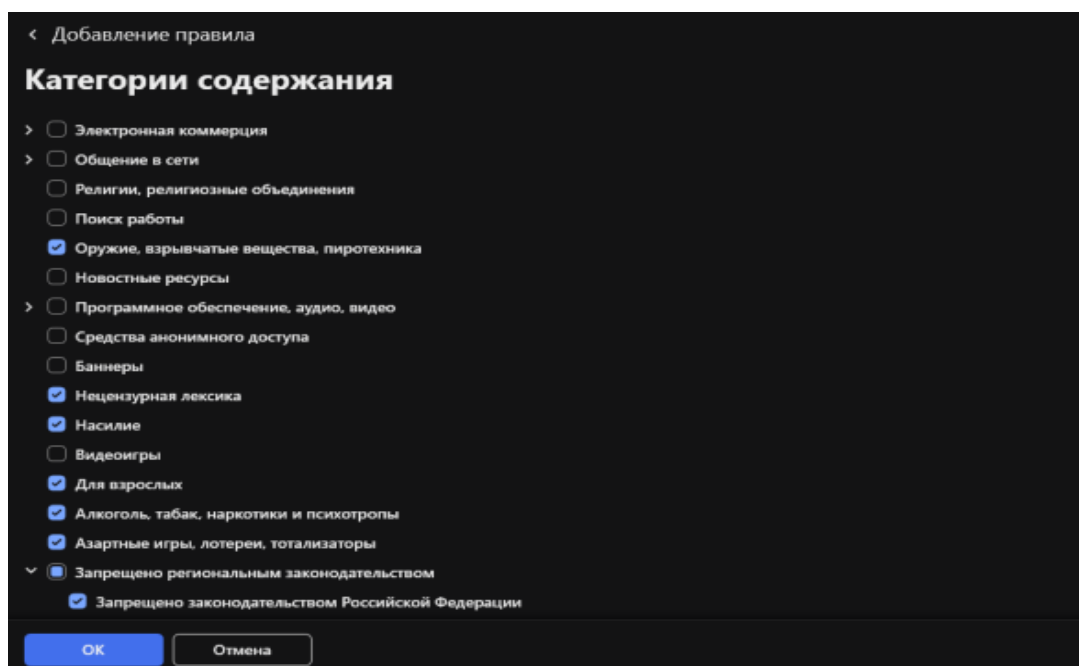 Добавление правила
Категории содержания
Электронная коммерция
Общение в сети
Религии, религиозные объединения
Поиск работы
Оружие, взрывчатые вещества, пиротехника
Новостные ресурсы
Программное обеспечение, аудио, видео
Средства анонимного доступа
Баннеры
Нецензурная лексика
Насилие
Видеоигры
Для взрослых
Алкоголь, табак, наркотики и психотропы
Азартные игры, лотереи, тотализаторы
Запрещено региональным законодательством
Запрещено законодательством Российской Федерации
ОК Отмена